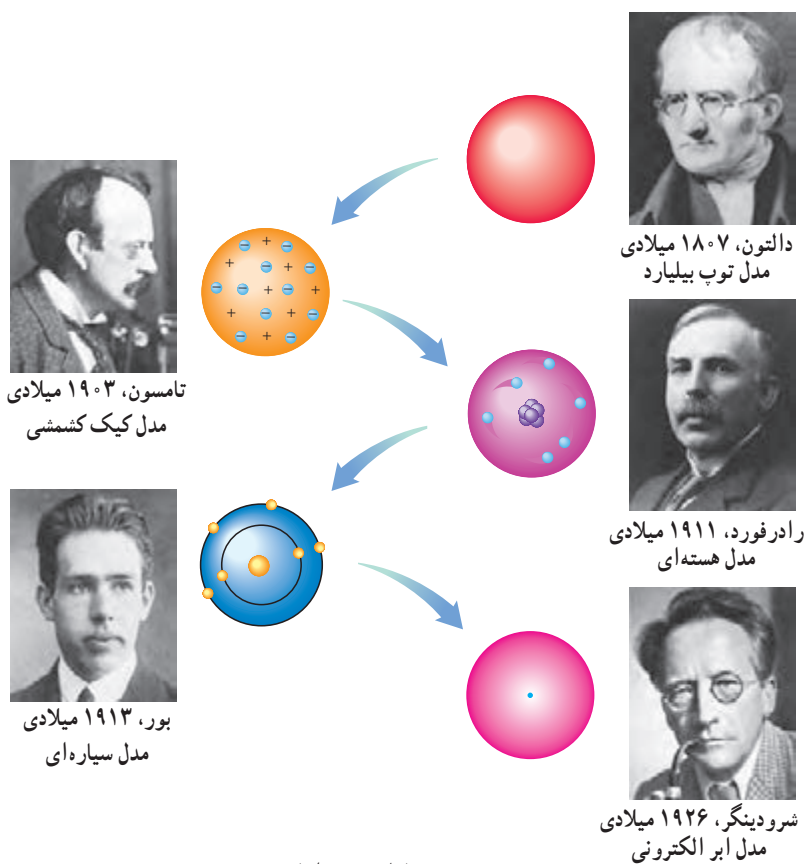 دالتون، ۱۸۰۷ میلادی
مدل توپ بیلیارد
تامسون، ۱۹۰۳ میلادی
مدل کیک کشمشی
رادرفورد، ۱۹۱۱ میلادی
مدل هسته‌ای
بور، ۱۹۱۳ میلادی
مدل سیاره‌ای
شرودینگر، ۱۹۲۶ میلادی
مدل ابر الکترونی